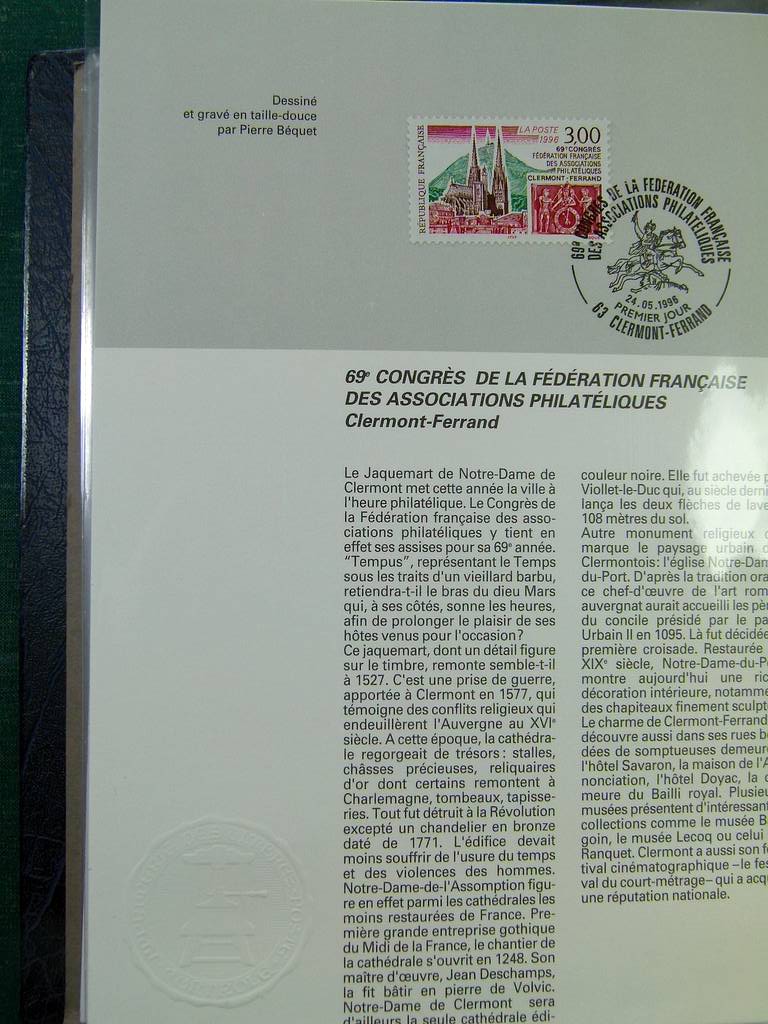 Dessiné
et gravé en taille-douce
par Pierre Béquet
RÉPUBLIQUE FRANÇAISE
LA POSTE
1996
3,00
69e CONGRÈS
FÉDÉRATION FRANÇAISE
DES ASSOCIATIONS
PHILATÉLIQUES
CLERMONT-FERRAND
69e CONGRES DE LA FEDERATION FRANÇAISE
DES ASSOCIATIONS PHILATÉLIQUES
24.05.1996
PREMIER JOUR
63 CLERMONT-FERRAND
69e CONGRÈS DE LA FÉDÉRATION FRANÇAISE
DES ASSOCIATIONS PHILATÉLIQUES
Clermont-Ferrand
Le Jaquemart de Notre-Dame de
Clermont met cette année la ville à
l'heure philatélique. Le Congrès de
la Fédération française des asso-
ciations philatéliques y tient en
effet ses assises pour sa 69e année.
"Tempus", représentant le Temps
sous les traits d'un vieillard barbu,
retiendra-t-il le bras du dieu Mars
qui, à ses côtés, sonne les heures,
afin de prolonger le plaisir de ses
hôtes venus pour l'occasion?
Ce jaquemart, dont un détail figure
sur le timbre, remonte semble-t-il
à 1527. C'est une prise de guerre,
apportée à Clermont en 1577, qui
témoigne des conflits religieux qui
endeuillèrent l'Auvergne au XVIe
siècle. A cette époque, la cathédra-
le regorgeait de trésors: stalles,
châsses précieuses, reliquaires
d'or dont certains remontent à
Charlemagne, tombeaux, tapisse-
ries. Tout fut détruit à la Révolution
excepté un chandelier en bronze
daté de 1771. L'édifice devait
moins souffrir de l'usure du temps
et des violences des hommes.
Notre-Dame-de-l'Assomption figu-
re en effet parmi les cathédrales les
moins restaurées de France. Pre-
mière grande entreprise gothique
du Midi de la France, le chantier de
la cathédrale s'ouvrit en 1248. Son
maître d'œuvre, Jean Deschamps,
la fit bâtir en pierre de Volvic.
Notre-Dame de Clermont sera
d'ailleurs la seule cathédrale édi-
couleur noire. Elle fut achevée p
Viollet-le-Duc qui, au siècle derni
lança les deux flèches de lave
108 mètres du sol.
Autre monument religieux
marque le paysage urbain d
Clermontois: l'église Notre-Dam
du-Port. D'après la tradition ora
ce chef-d'œuvre de l'art rom
auvergnat aurait accueilli les pè
du concile présidé par le pa
Urbain II en 1095. Là fut décidée
première croisade. Restaurée
XIXe siècle, Notre-Dame-du-P
montre aujourd'hui une ric
décoration intérieure, notamme
des chapiteaux finement sculpt
Le charme de Clermont-Ferrand
découvre aussi dans ses rues b
dées de somptueuses demeur
l'hôtel Savaron, la maison de l'A
nonciation, l'hôtel Doyac, la d
meure du Bailli royal. Plusieu
musées présentent d'intéressant
collections comme le musée B
goin, le musée Lecoq ou celui
Ranquet. Clermont a aussi son fe
tival cinématographique –le fes
val du court-métrage– qui a acqu
une réputation nationale.